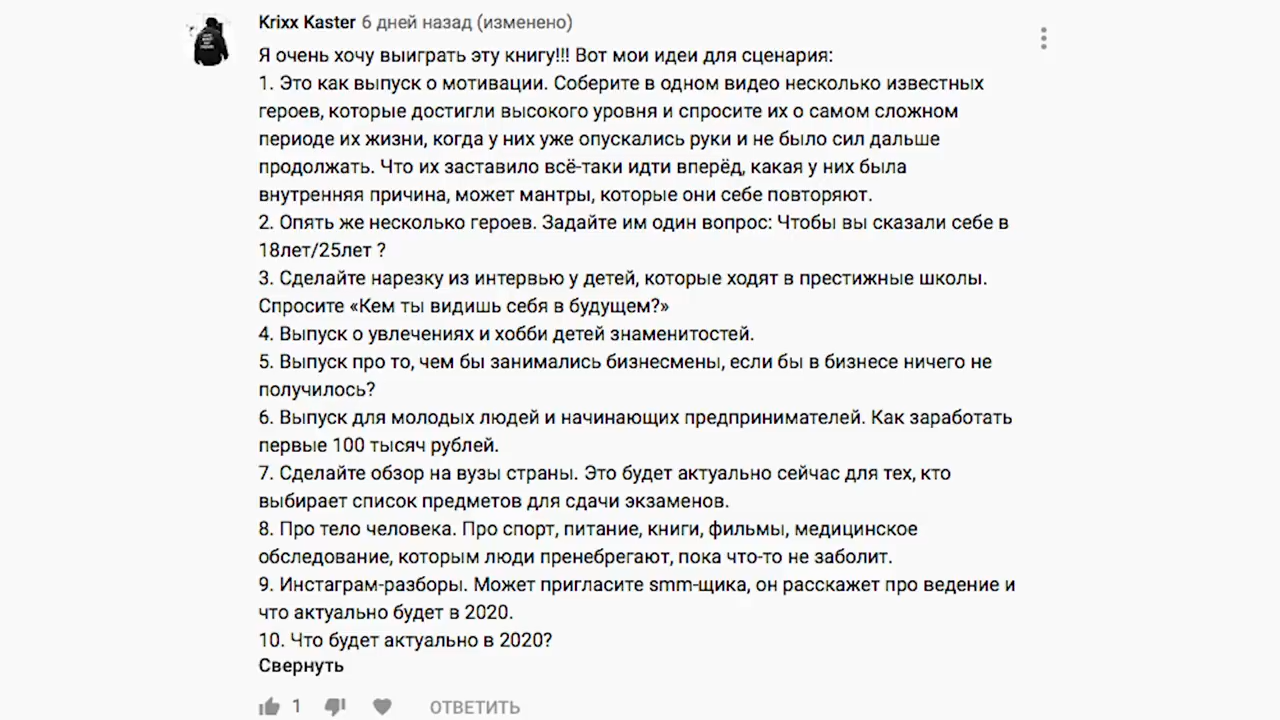 Krixx Kaster 6 дней назад (изменено)
Я очень хочу выиграть эту книгу!!! Вот мои идеи для сценария:
1. Это как выпуск о мотивации. Соберите в одном видео несколько известных
героев, которые достигли высокого уровня и спросите их о самом сложном
периоде их жизни, когда у них уже опускались руки и не было сил дальше
продолжать. Что их заставило всё-таки идти вперёд, какая у них была
внутренняя причина, может мантры, которые они себе повторяют.
2. Опять же несколько героев. Задайте им один вопрос: Чтобы вы сказали себе в
18лет/25лет ?
3. Сделайте нарезку из интервью у детей, которые ходят в престижные школы.
Спросите «Кем ты видишь себя в будущем?»
4. Выпуск о увлечениях и хобби детей знаменитостей.
5. Выпуск про то, чем бы занимались бизнесмены, если бы в бизнесе ничего не
получилось?
6. Выпуск для молодых людей и начинающих предпринимателей. Как заработать
первые 100 тысяч рублей.
7. Сделайте обзор на вузы страны. Это будет актуально сейчас для тех, кто
выбирает список предметов для сдачи экзаменов.
8. Про тело человека. Про спорт, питание, книги, фильмы, медицинское
обследование, которым люди пренебрегают, пока что-то не заболит.
9. Инстаграм-разборы. Может пригласите smm-щика, он расскажет про ведение и
что актуально будет в 2020.
10. Что будет актуально в 2020?
Свернуть
1 ОТВЕТИТЬ